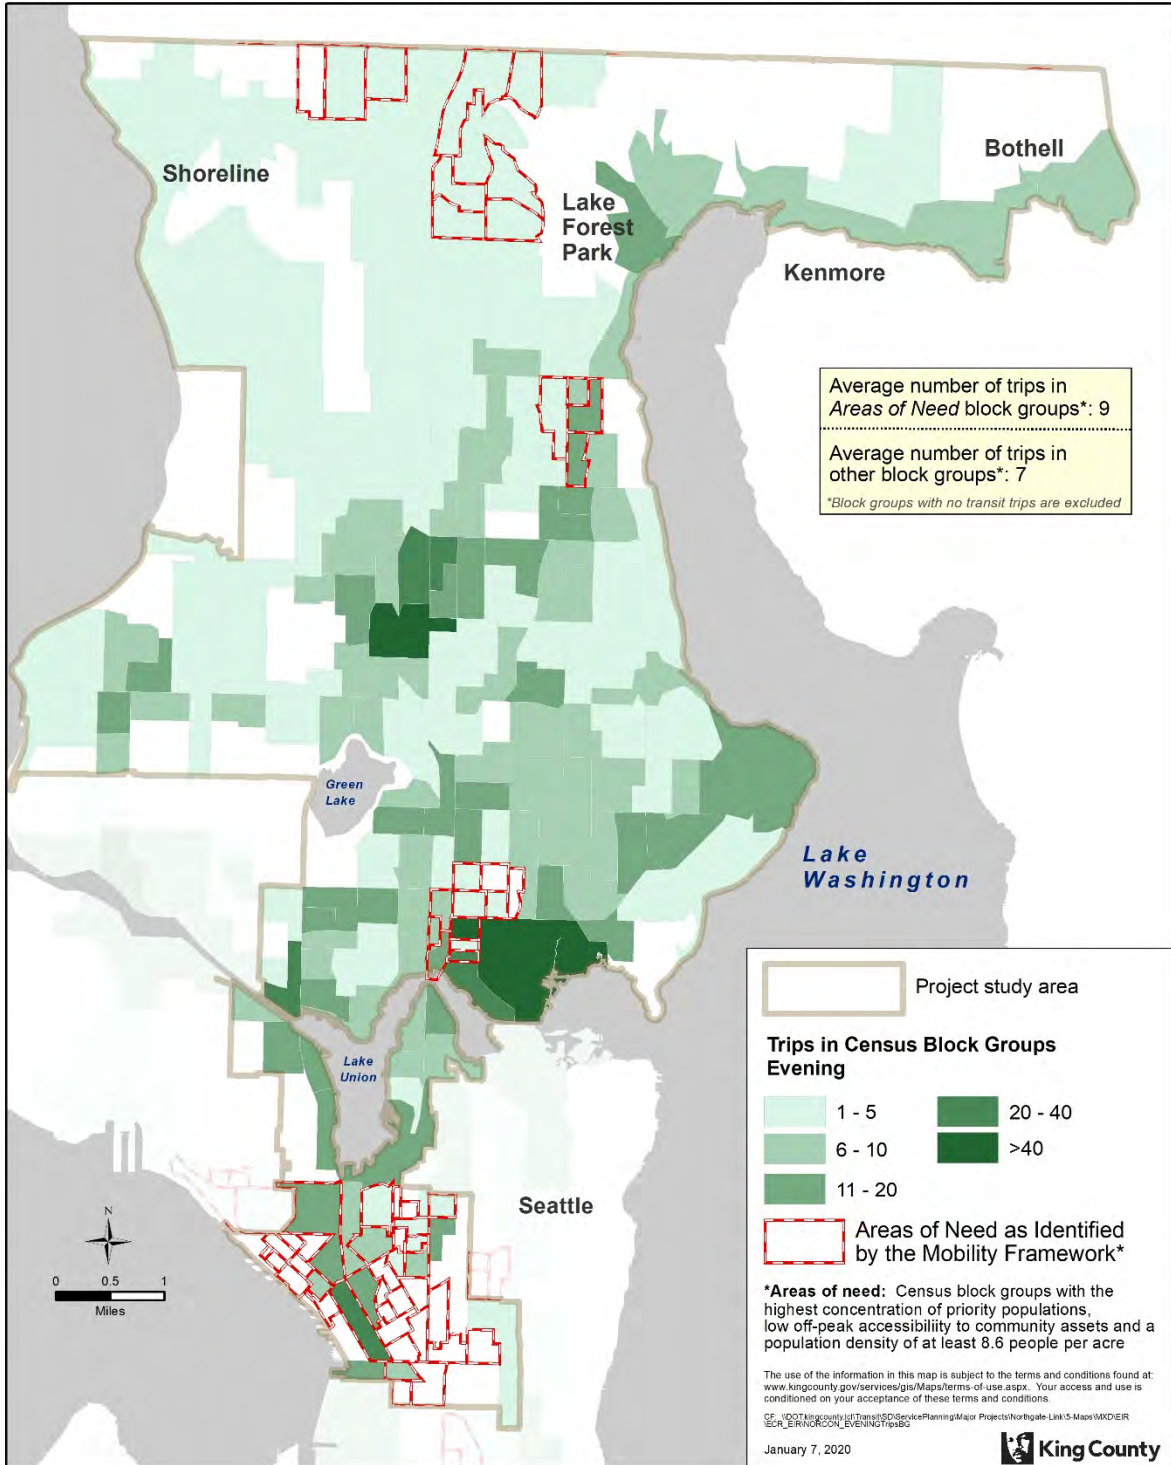 Shoreline
Bothell
Lake
Forest
Park
Kenmore
Average number of trips in
Areas of Need block groups*: 9
Average number of trips in
other block groups*: 7
*Block groups with no transit trips are excluded
Green
Lake
Lake
Washington
Lake
Union
Seattle
N
0 0.5 1
Miles
Project study area
Trips in Census Block Groups
Evening
1 - 5
20 - 40
6 - 10
>40
11 - 20
Areas of Need as Identified
by the Mobility Framework*
*Areas of need: Census block groups with the
highest concentration of priority populations,
low off-peak accessibiliity to community assets and a
population density of at least 8.6 people per acre
The use of the information in this map is subject to the terms and conditions found at:
www.kingcounty.gov/services/gis/Maps/terms-of-use.aspx. Your access and use is
conditioned on your acceptance of these terms and conditions.
January 7, 2020
King County